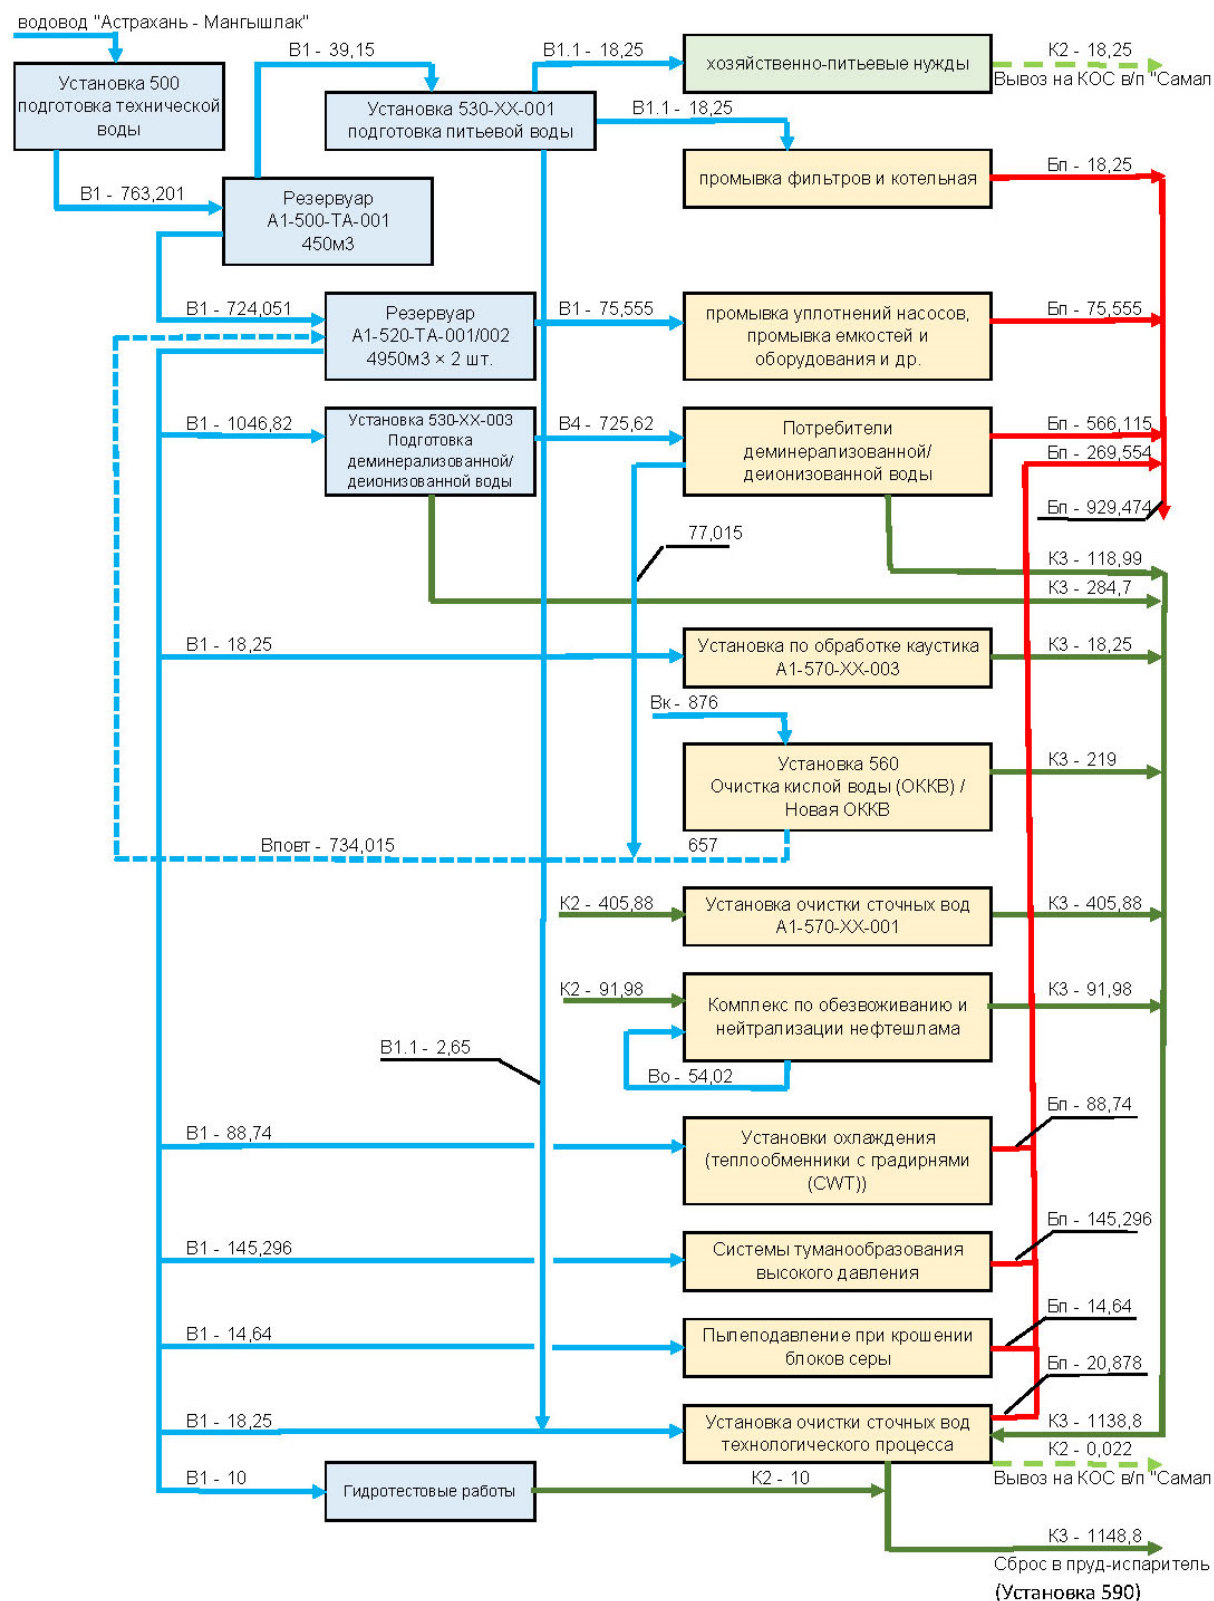 водовод "Астрахань - Мангышлак"
В1 - 39,15
В1.1 - 18,25
К2 - 18,25
Установка 500
подготовка технической
воды
хозяйственно-питьевые нужды
Вывоз на КОС в/п "Самал
Установка 530-XX-001
подготовка питьевой воды
В1.1 - 18,25
В1 - 763,201
Резервуар
А1-500-ТА-001
450м3
промывка фильтров и котельная
Бп - 18,25
В1 - 724,051
Резервуар
А1-520-ТА-001/002
4950м3 × 2 шт.
В1 - 75,555
промывка уплотнений насосов,
промывка емкостей и
оборудования и др.
Бп - 75,555
В1 - 1046,82
Установка 530-XX-003
Подготовка
деминерализованной/
деионизованной воды
В4 - 725,62
Потребители
деминерализованной/
деионизованной воды
Бп - 566,115
Бп - 269,554
Бп - 929,474
77,015
К3 - 118,99
К3 - 284,7
В1 - 18,25
Установка по обработке каустика
А1-570-XX-003
К3 - 18,25
Вк - 876
Установка 560
Очистка кислой воды (ОККВ) /
Новая ОККВ
К3 - 219
Вповт - 734,015
657
К2 - 405,88
Установка очистки сточных вод
А1-570-XX-001
К3 - 405,88
К2 - 91,98
Комплекс по обезвоживанию и
нейтрализации нефтешлама
К3 - 91,98
В1.1 - 2,65
Во - 54,02
В1 - 88,74
Установки охлаждения
(теплообменники с градирнями
(CWT))
Бп - 88,74
В1 - 145,296
Системы туманообразования
высокого давления
Бп - 145,296
В1 - 14,64
Пылеподавление при крошении
блоков серы
Бп - 14,64
Бп - 20,878
В1 - 18,25
Установка очистки сточных вод
технологического процесса
К3 - 1138,8
К2 - 0,022
Вывоз на КОС в/п "Самал
В1 - 10
Гидротестовые работы
К2 - 10
К3 - 1148,8
Сброс в пруд-испаритель
(Установка 590)